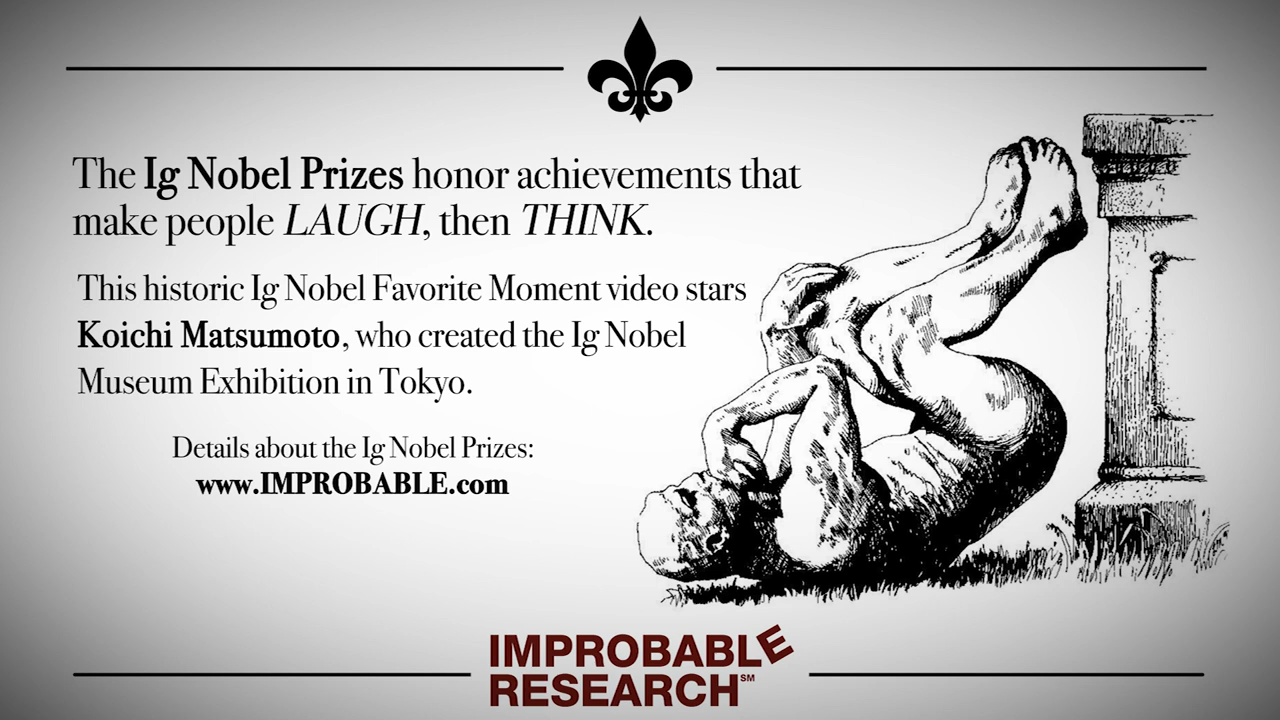 The Ig Nobel Prizes honor achievements that
make people LAUGH, then THINK.
This historic Ig Nobel Favorite Moment video stars
Koichi Matsumoto, who created the Ig Nobel
Museum Exhibition in Tokyo.
Details about the Ig Nobel Prizes:
www.IMPROBABLE.com
IMPROBABLE
RESEARCH℠